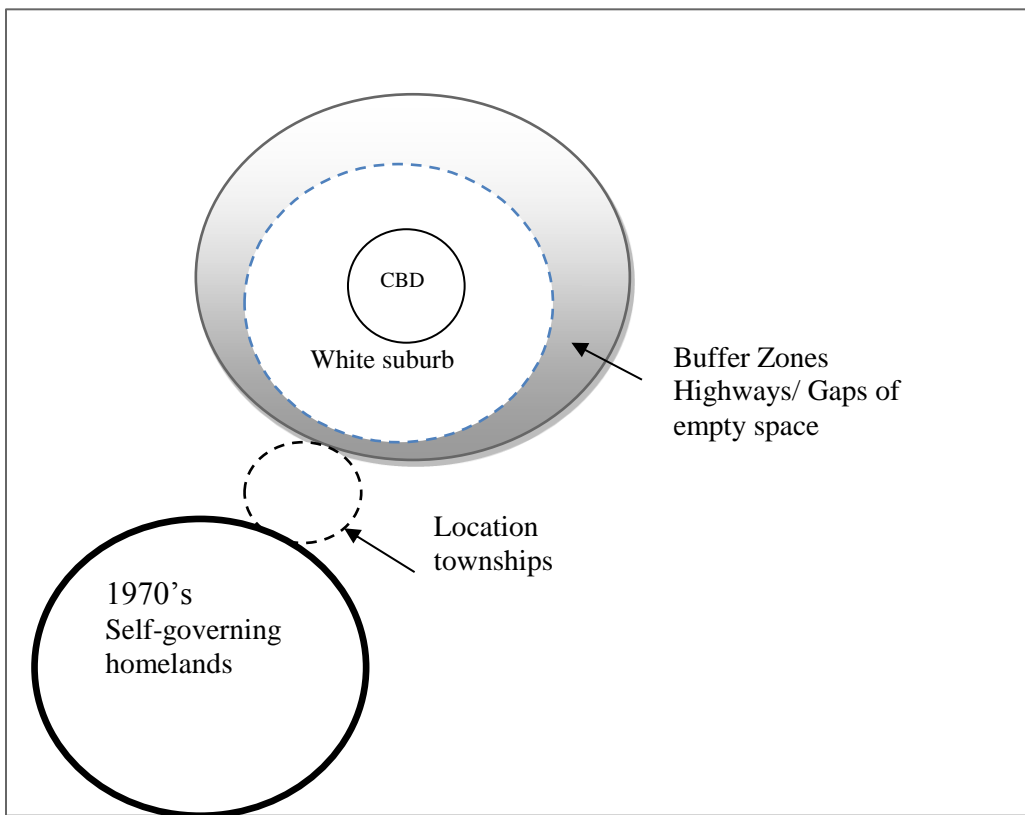 CBD
White suburb
Buffer Zones
Highways/ Gaps of
empty space
Location
townships
1970’s
Self-governing
homelands